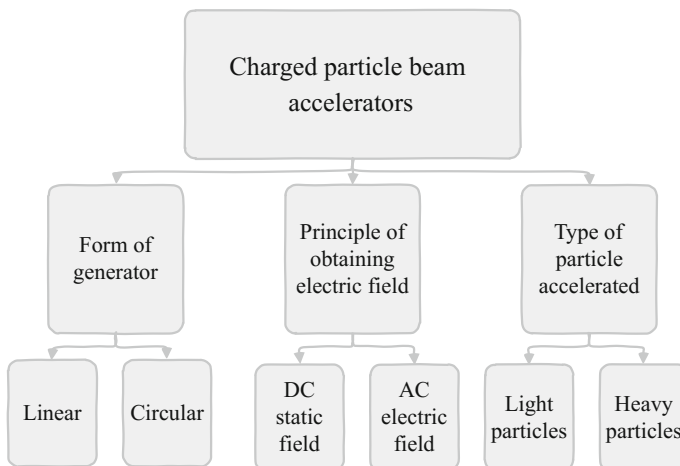 Charged particle beam
accelerators
Form of
generator
Principle of
obtaining
electric field
Type of
particle
accelerated
Linear
Circular
DC
static
field
AC
electric
field
Light
particles
Heavy
particles